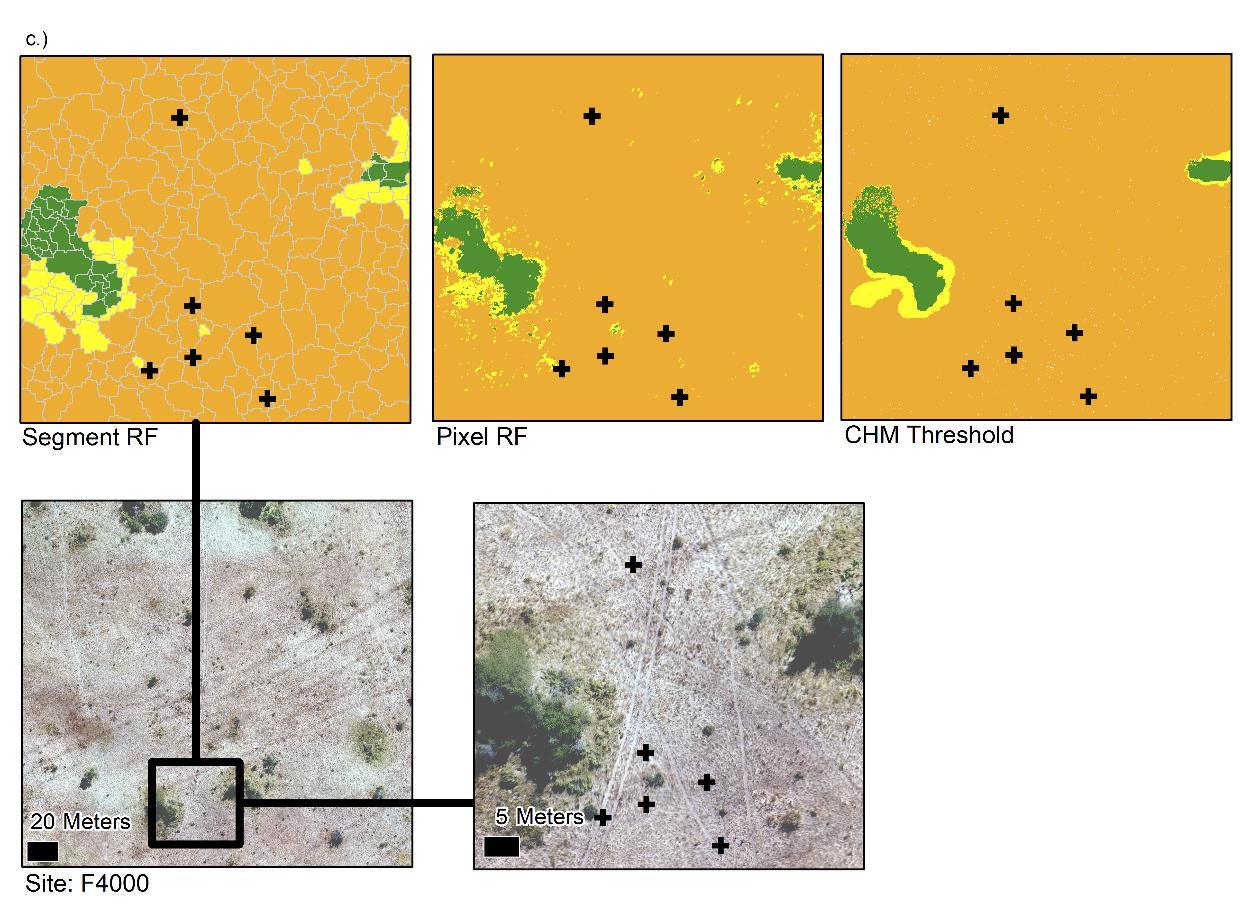 c.)
Segment RF
Pixel RF
CHM Threshold
20 Meters
5 Meters
Site: F4000